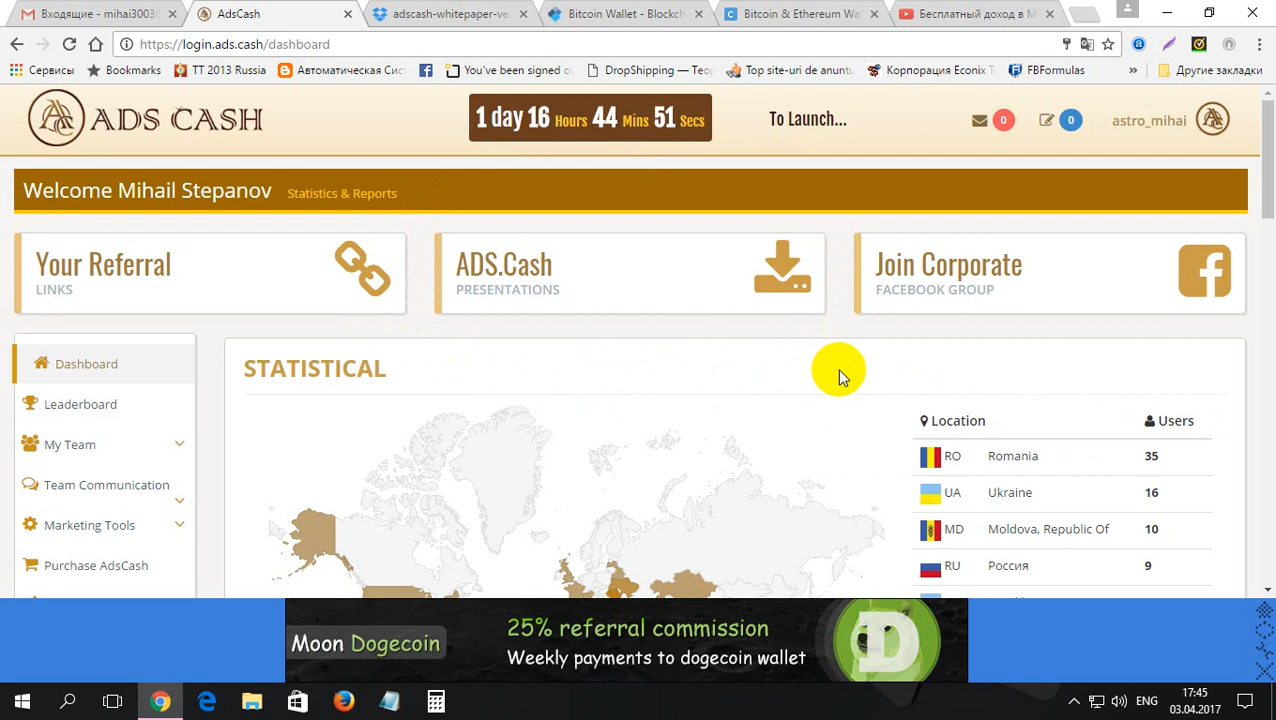 Входящие - mihai3003
AdsCash
adscash-whitepaper-ve
Bitcoin Wallet - Blockch
Bitcoin & Ethereum Wa
Бесплатный доход в М
https://login.ads.cash/dashboard
Сервисы
Bookmarks
TT 2013 Russia
Автоматическая Сис
You've been signed o
DropShipping — Teo
Top site-uri de anuntu
Корпорация Econix T
FBFormulas
Другие закладки
ADS CASH
1 day 16 Hours 44 Mins 51 Secs
To Launch...
0
0
astro_mihai
Welcome Mihail Stepanov Statistics & Reports
Your Referral
LINKS
ADS.Cash
PRESENTATIONS
Join Corporate
FACEBOOK GROUP
Dashboard
Leaderboard
My Team
Team Communication
Marketing Tools
Purchase AdsCash
STATISTICAL
Location Users
RO Romania 35
UA Ukraine 16
MD Moldova, Republic Of 10
RU Россия 9
Moon Dogecoin
25% referral commission
Weekly payments to dogecoin wallet
ENG
17:45
03.04.2017